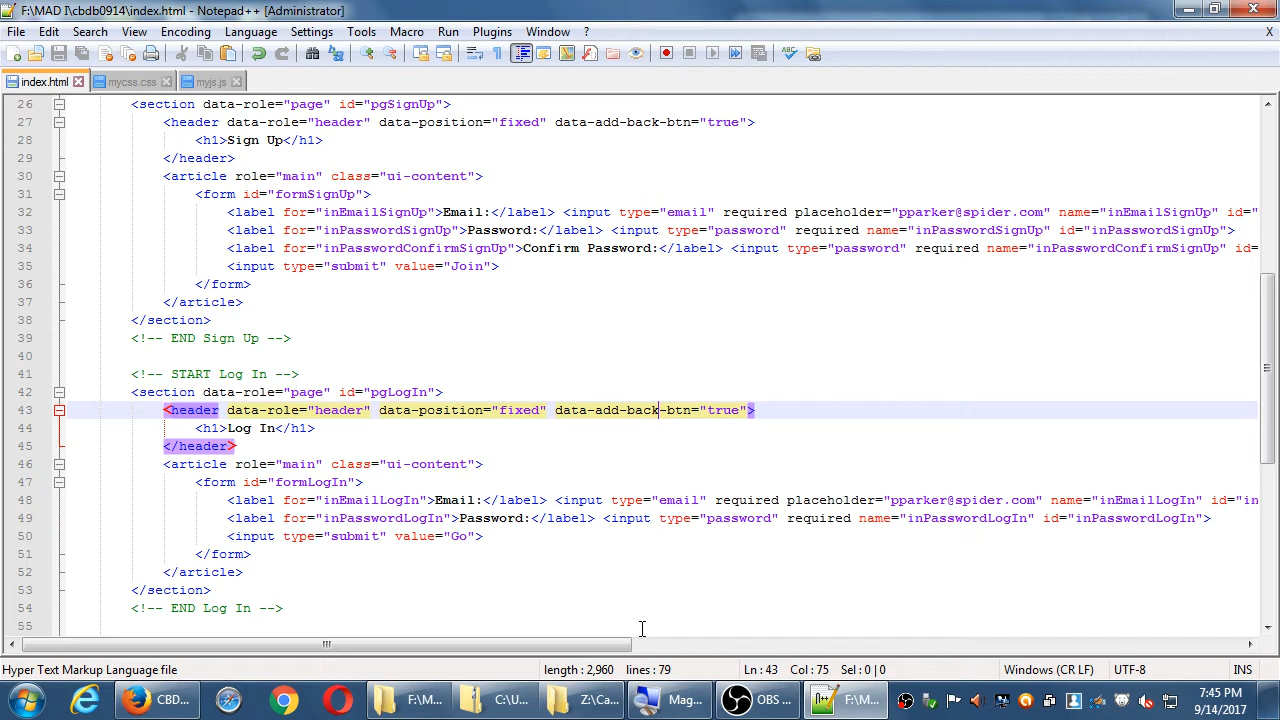 F:\MAD I\cbdb0914\index.html - Notepad++ [Administrator]
File Edit Search View Encoding Language Settings Tools Macro Run Plugins Window ? X
index.html mycss.css myjs.js
26 <section data-role="page" id="pgSignUp">
27 <header data-role="header" data-position="fixed" data-add-back-btn="true">
28 <h1>Sign Up</h1>
29 </header>
30 <article role="main" class="ui-content">
31 <form id="formSignUp">
32 <label for="inEmailSignUp">Email:</label> <input type="email" required placeholder="pparker@spider.com" name="inEmailSignUp" id="
33 <label for="inPasswordSignUp">Password:</label> <input type="password" required name="inPasswordSignUp" id="inPasswordSignUp">
34 <label for="inPasswordConfirmSignUp">Confirm Password:</label> <input type="password" required name="inPasswordConfirmSignUp" id=
35 <input type="submit" value="Join">
36 </form>
37 </article>
38 </section>
39 <!-- END Sign Up -->
40
41 <!-- START Log In -->
42 <section data-role="page" id="pgLogIn">
43 <header data-role="header" data-position="fixed" data-add-back-btn="true">
44 <h1>Log In</h1>
45 </header>
46 <article role="main" class="ui-content">
47 <form id="formLogIn">
48 <label for="inEmailLogIn">Email:</label> <input type="email" required placeholder="pparker@spider.com" name="inEmailLogIn" id="in
49 <label for="inPasswordLogIn">Password:</label> <input type="password" required name="inPasswordLogIn" id="inPasswordLogIn">
50 <input type="submit" value="Go">
51 </form>
52 </article>
53 </section>
54 <!-- END Log In -->
55
Hyper Text Markup Language file length : 2,960 lines : 79 Ln : 43 Col : 75 Sel : 0 | 0 Windows (CR LF) UTF-8 INS
CBD... F:\M... C:\U... Z:\Ca... Mag... OBS ... F:\M... 7:45 PM
9/14/2017